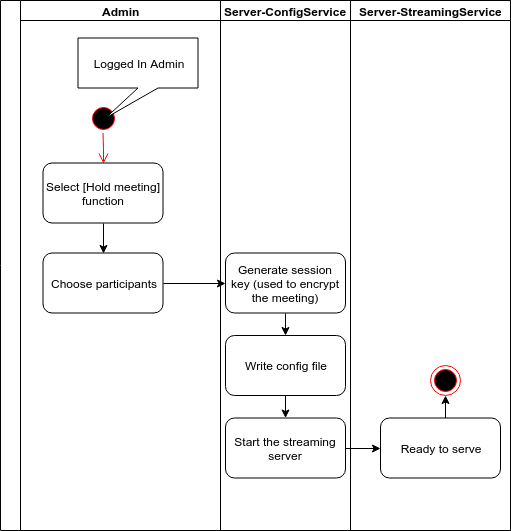 Admin
Server-ConfigService
Server-StreamingService
Logged In Admin
Select [Hold meeting]
function
Choose participants
Generate session
key (used to encrypt
the meeting)
Write config file
Start the streaming
server
Ready to serve